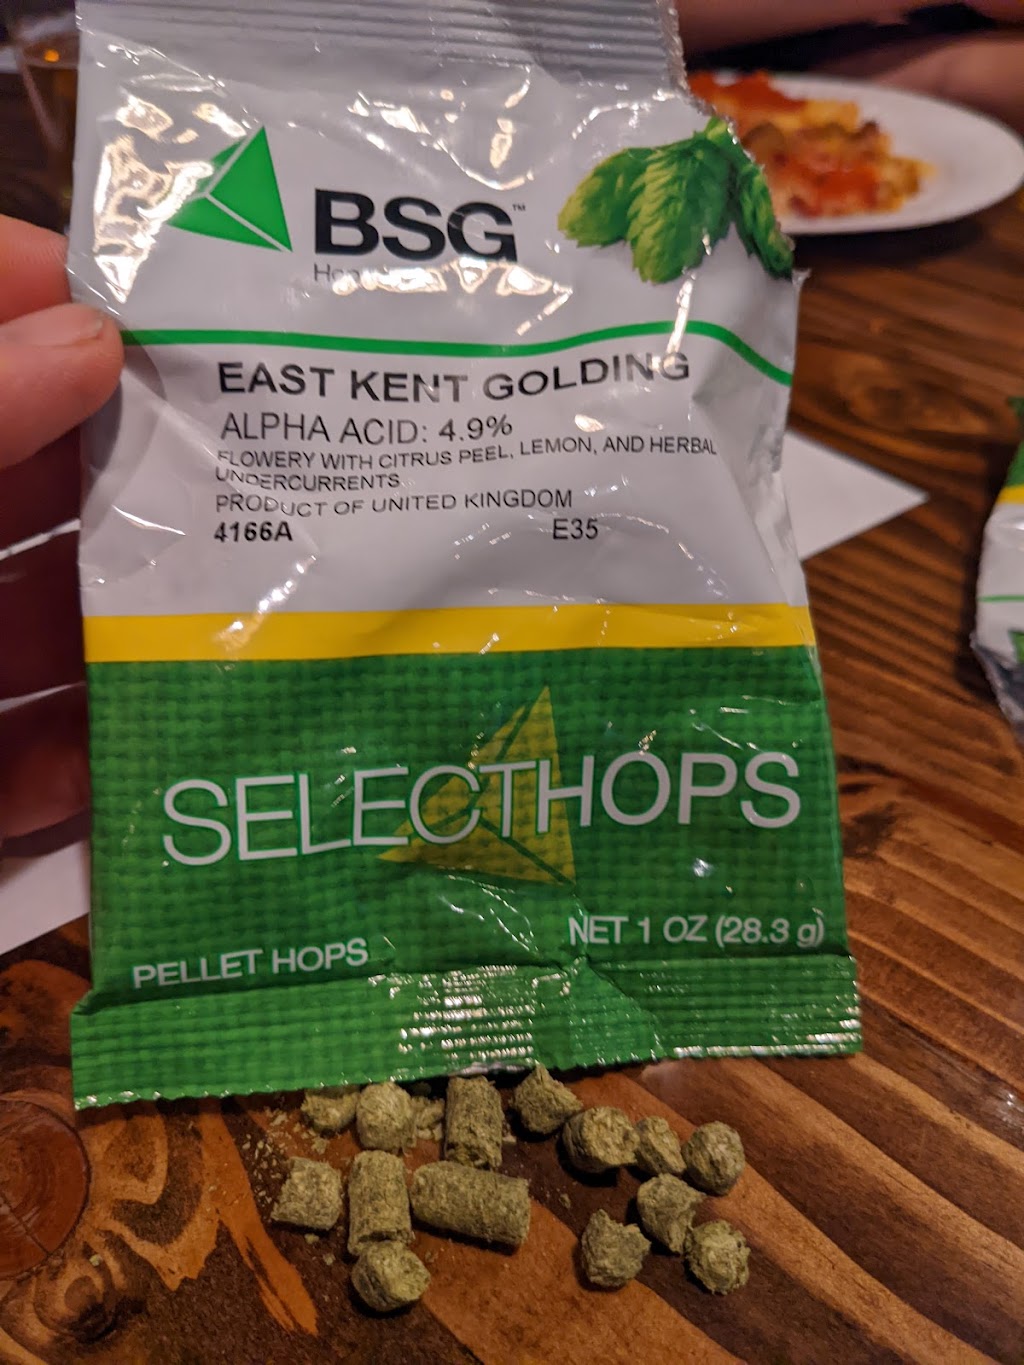 BSG™
EAST KENT GOLDING
ALPHA ACID: 4.9%
FLOWERY WITH CITRUS PEEL, LEMON, AND HERBAL
UNDERCURRENTS
PRODUCT OF UNITED KINGDOM
4166A E35
SELECTHOPS
PELLET HOPS NET 1 OZ (28.3 g)